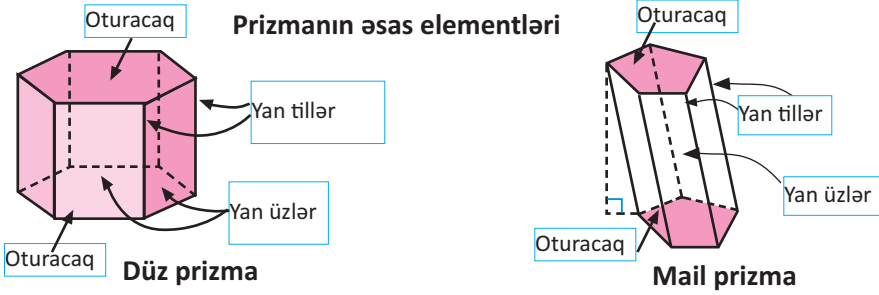 Prizmanın əsas elementləri
Oturacaq
Yan tillər
Yan üzlər
Oturacaq
Düz prizma
Oturacaq
Yan tillər
Yan üzlər
Oturacaq
Mail prizma